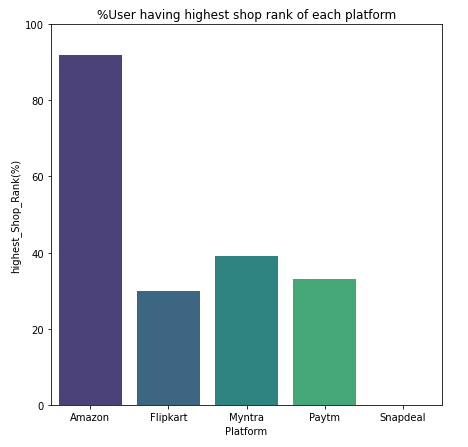 %User having highest shop rank of each platform
100
80
60
40
20
0
highest_Shop_Rank(%)
Amazon Flipkart Myntra Paytm Snapdeal
Platform